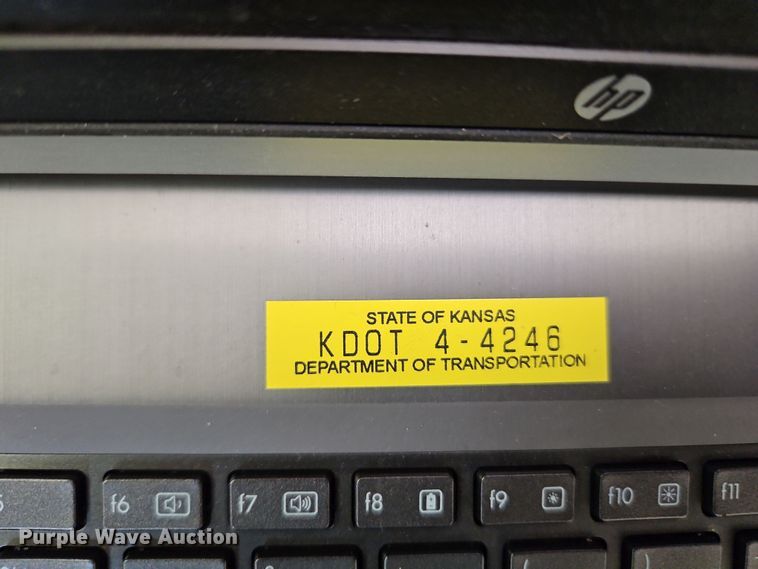 hp
STATE OF KANSAS
KDOT 4-4246
DEPARTMENT OF TRANSPORTATION
f6 f7 f8 f9 f10 f11
Purple Wave Auction